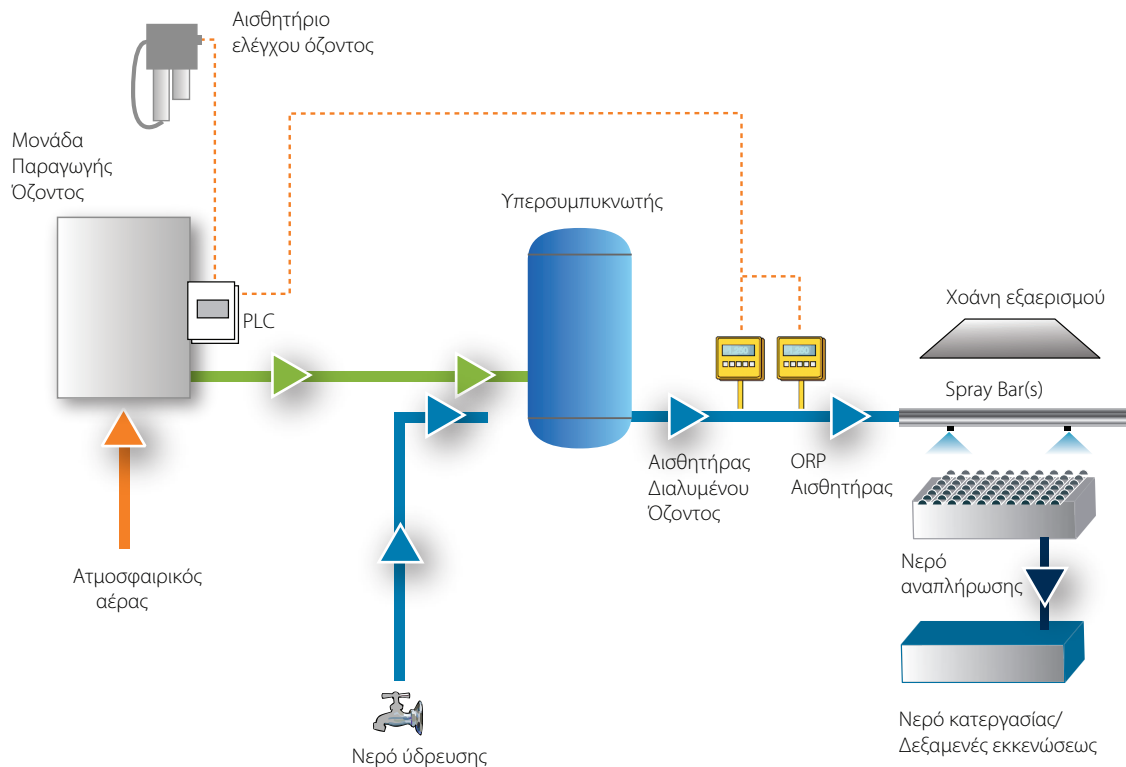 Αισθητήριο
ελέγχου όζοντος
Μονάδα
Παραγωγής
Όζοντος
PLC
Υπερσυμπυκνωτής
Χοάνη εξαερισμού
Spray Bar(s)
Αισθητήρας
Διαλυμένου
Όζοντος
ORP
Αισθητήρας
Ατμοσφαιρικός
αέρας
Νερό
αναπλήρωσης
Νερό ύδρευσης
Νερό κατεργασίας/
Δεξαμενές εκκενώσεως